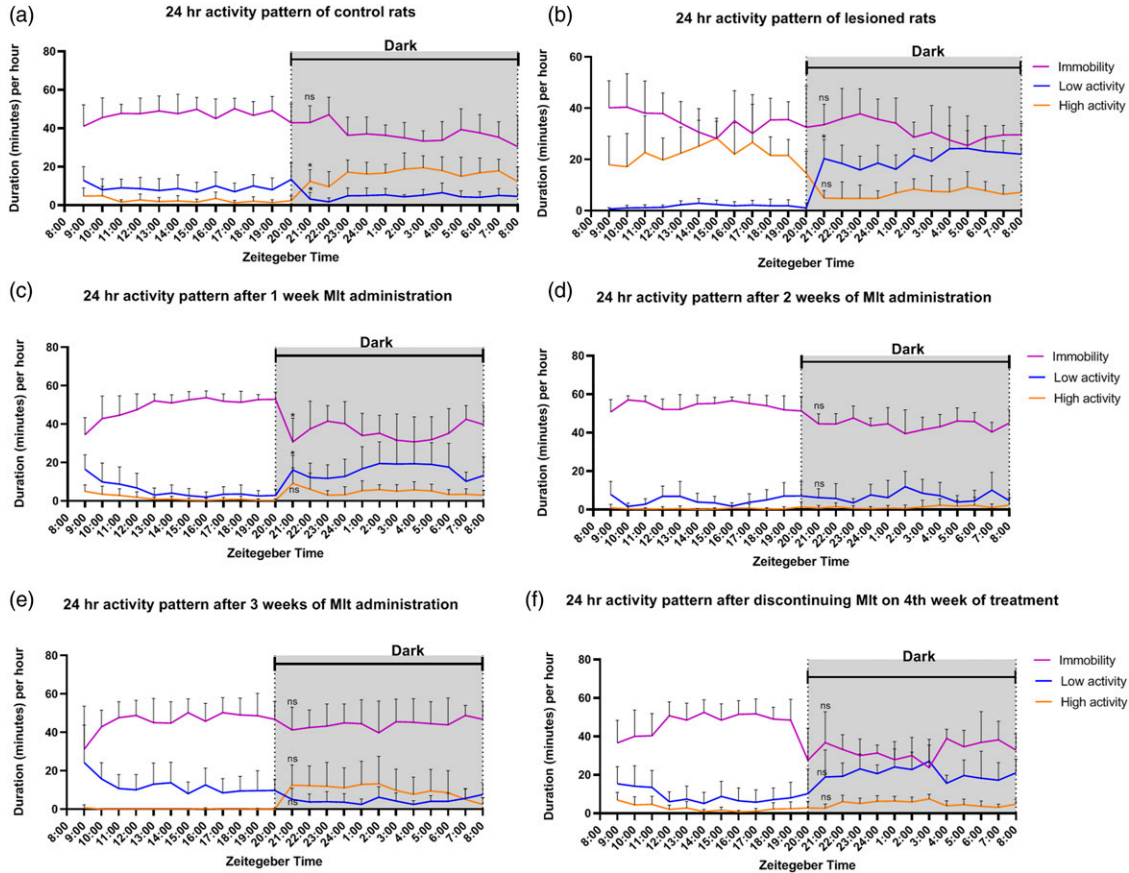 (a)
24 hr activity pattern of control rats
Dark
Duration (minutes) per hour
80
60
40
20
0
ns
*
*
8:00 9:00 10:00 11:00 12:00 13:00 14:00 15:00 16:00 17:00 18:00 19:00 20:00 21:00 22:00 23:00 24:00 1:00 2:00 3:00 4:00 5:00 6:00 7:00 8:00
Zeitegeber Time
(b)
24 hr activity pattern of lesioned rats
Dark
Duration (minutes) per hour
60
40
20
0
ns
*
ns
8:00 9:00 10:00 11:00 12:00 13:00 14:00 15:00 16:00 17:00 18:00 19:00 20:00 21:00 22:00 23:00 24:00 1:00 2:00 3:00 4:00 5:00 6:00 7:00 8:00
Zeitegeber Time
Immobility
Low activity
High activity
(c)
24 hr activity pattern after 1 week Mlt administration
Dark
Duration (minutes) per hour
80
60
40
20
0
*
*
ns
8:00 9:00 10:00 11:00 12:00 13:00 14:00 15:00 16:00 17:00 18:00 19:00 20:00 21:00 22:00 23:00 24:00 1:00 2:00 3:00 4:00 5:00 6:00 7:00 8:00
Zeitegeber Time
(d)
24 hr activity pattern after 2 weeks of Mlt administration
Dark
Duration (minutes) per hour
80
60
40
20
0
ns
ns
8:00 9:00 10:00 11:00 12:00 13:00 14:00 15:00 16:00 17:00 18:00 19:00 20:00 21:00 22:00 23:00 24:00 1:00 2:00 3:00 4:00 5:00 6:00 7:00 8:00
Zeitegeber Time
Immobility
Low activity
High activity
(e)
24 hr activity pattern after 3 weeks of Mlt administration
Dark
Duration (minutes) per hour
80
60
40
20
0
ns
ns
ns
8:00 9:00 10:00 11:00 12:00 13:00 14:00 15:00 16:00 17:00 18:00 19:00 20:00 21:00 22:00 23:00 24:00 1:00 2:00 3:00 4:00 5:00 6:00 7:00 8:00
Zeitegeber Time
(f)
24 hr activity pattern after discontinuing Mlt on 4th week of treatment
Dark
Duration (minutes) per hour
80
60
40
20
0
ns
ns
ns
8:00 9:00 10:00 11:00 12:00 13:00 14:00 15:00 16:00 17:00 18:00 19:00 20:00 21:00 22:00 23:00 24:00 1:00 2:00 3:00 4:00 5:00 6:00 7:00 8:00
Zeitegeber Time
Immobility
Low activity
High activity